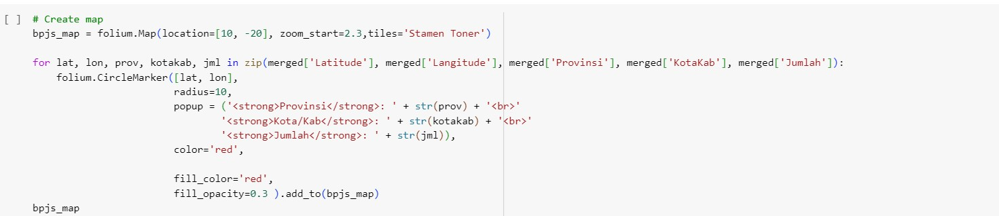 [ ] # Create map
bpjs_map = folium.Map(location=[10, -20], zoom_start=2.3,tiles='Stamen Toner')
for lat, lon, prov, kotakab, jml in zip(merged['Latitude'], merged['Langitude'], merged['Provinsi'], merged['KotaKab'], merged['Jumlah']):
folium.CircleMarker([lat, lon],
radius=10,
popup = ('<strong>Provinsi</strong>: ' + str(prov) + '<br>'
'<strong>Kota/Kab</strong>: ' + str(kotakab) + '<br>'
'<strong>Jumlah</strong>: ' + str(jml)),
color='red',
fill_color='red',
fill_opacity=0.3 ).add_to(bpjs_map)
bpjs_map